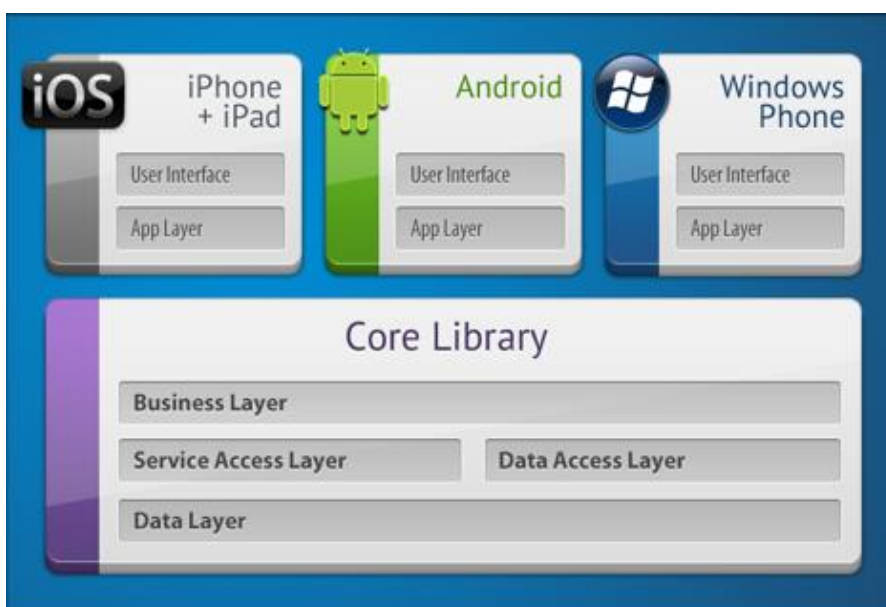 iOS
iPhone
+ iPad
User Interface
App Layer
Android
User Interface
App Layer
Windows
Phone
User Interface
App Layer
Core Library
Business Layer
Service Access Layer
Data Access Layer
Data Layer